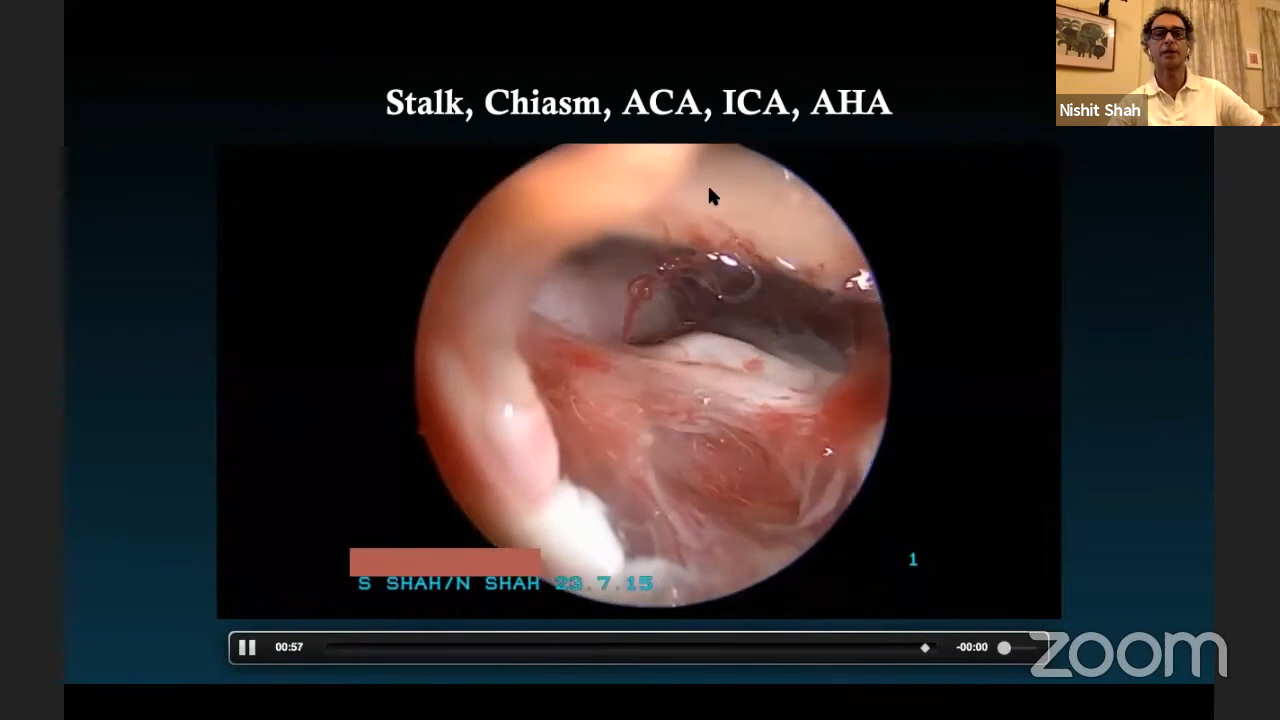 Nishit Shah
Stalk, Chiasm, ACA, ICA, AHA
1
S SHAH/N SHAH 23.7.15
00:57
-00:00
zoom